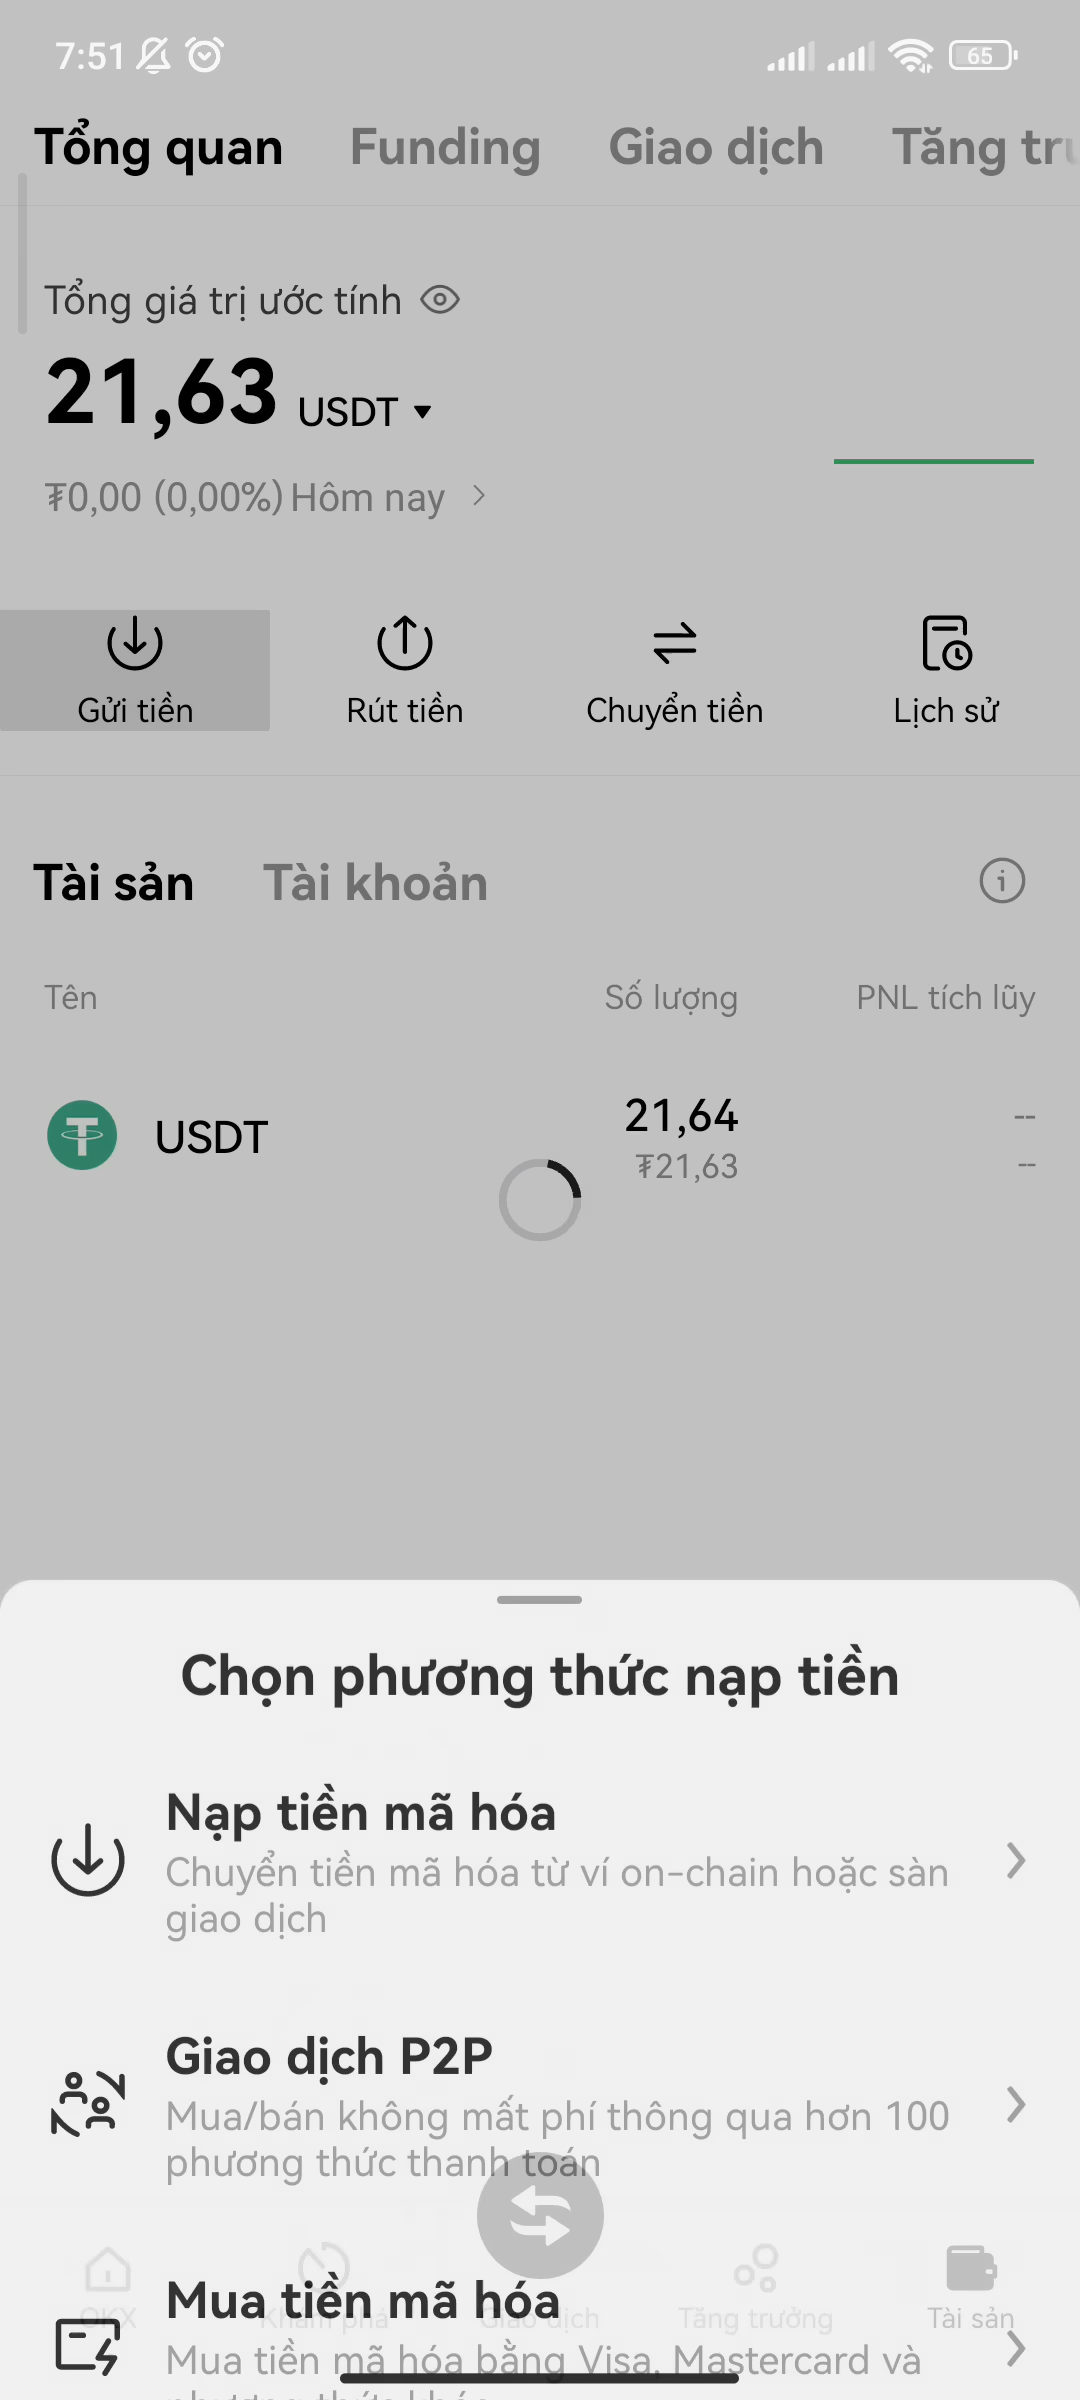 7:51
65
Tổng quan Funding Giao dịch Tăng trư
Tổng giá trị ước tính
21,63 USDT
₮0,00 (0,00%) Hôm nay
Gửi tiền Rút tiền Chuyển tiền Lịch sử
Tài sản Tài khoản
Tên Số lượng PNL tích lũy
USDT 21,64 --
₮21,63 --
Chọn phương thức nạp tiền
Nạp tiền mã hóa
Chuyển tiền mã hóa từ ví on-chain hoặc sàn
giao dịch
Giao dịch P2P
Mua/bán không mất phí thông qua hơn 100
phương thức thanh toán
Mua tiền mã hóa
OKX Khám phá Giao dịch Tăng trưởng Tài sản
Mua tiền mã hóa bằng Visa, Mastercard và